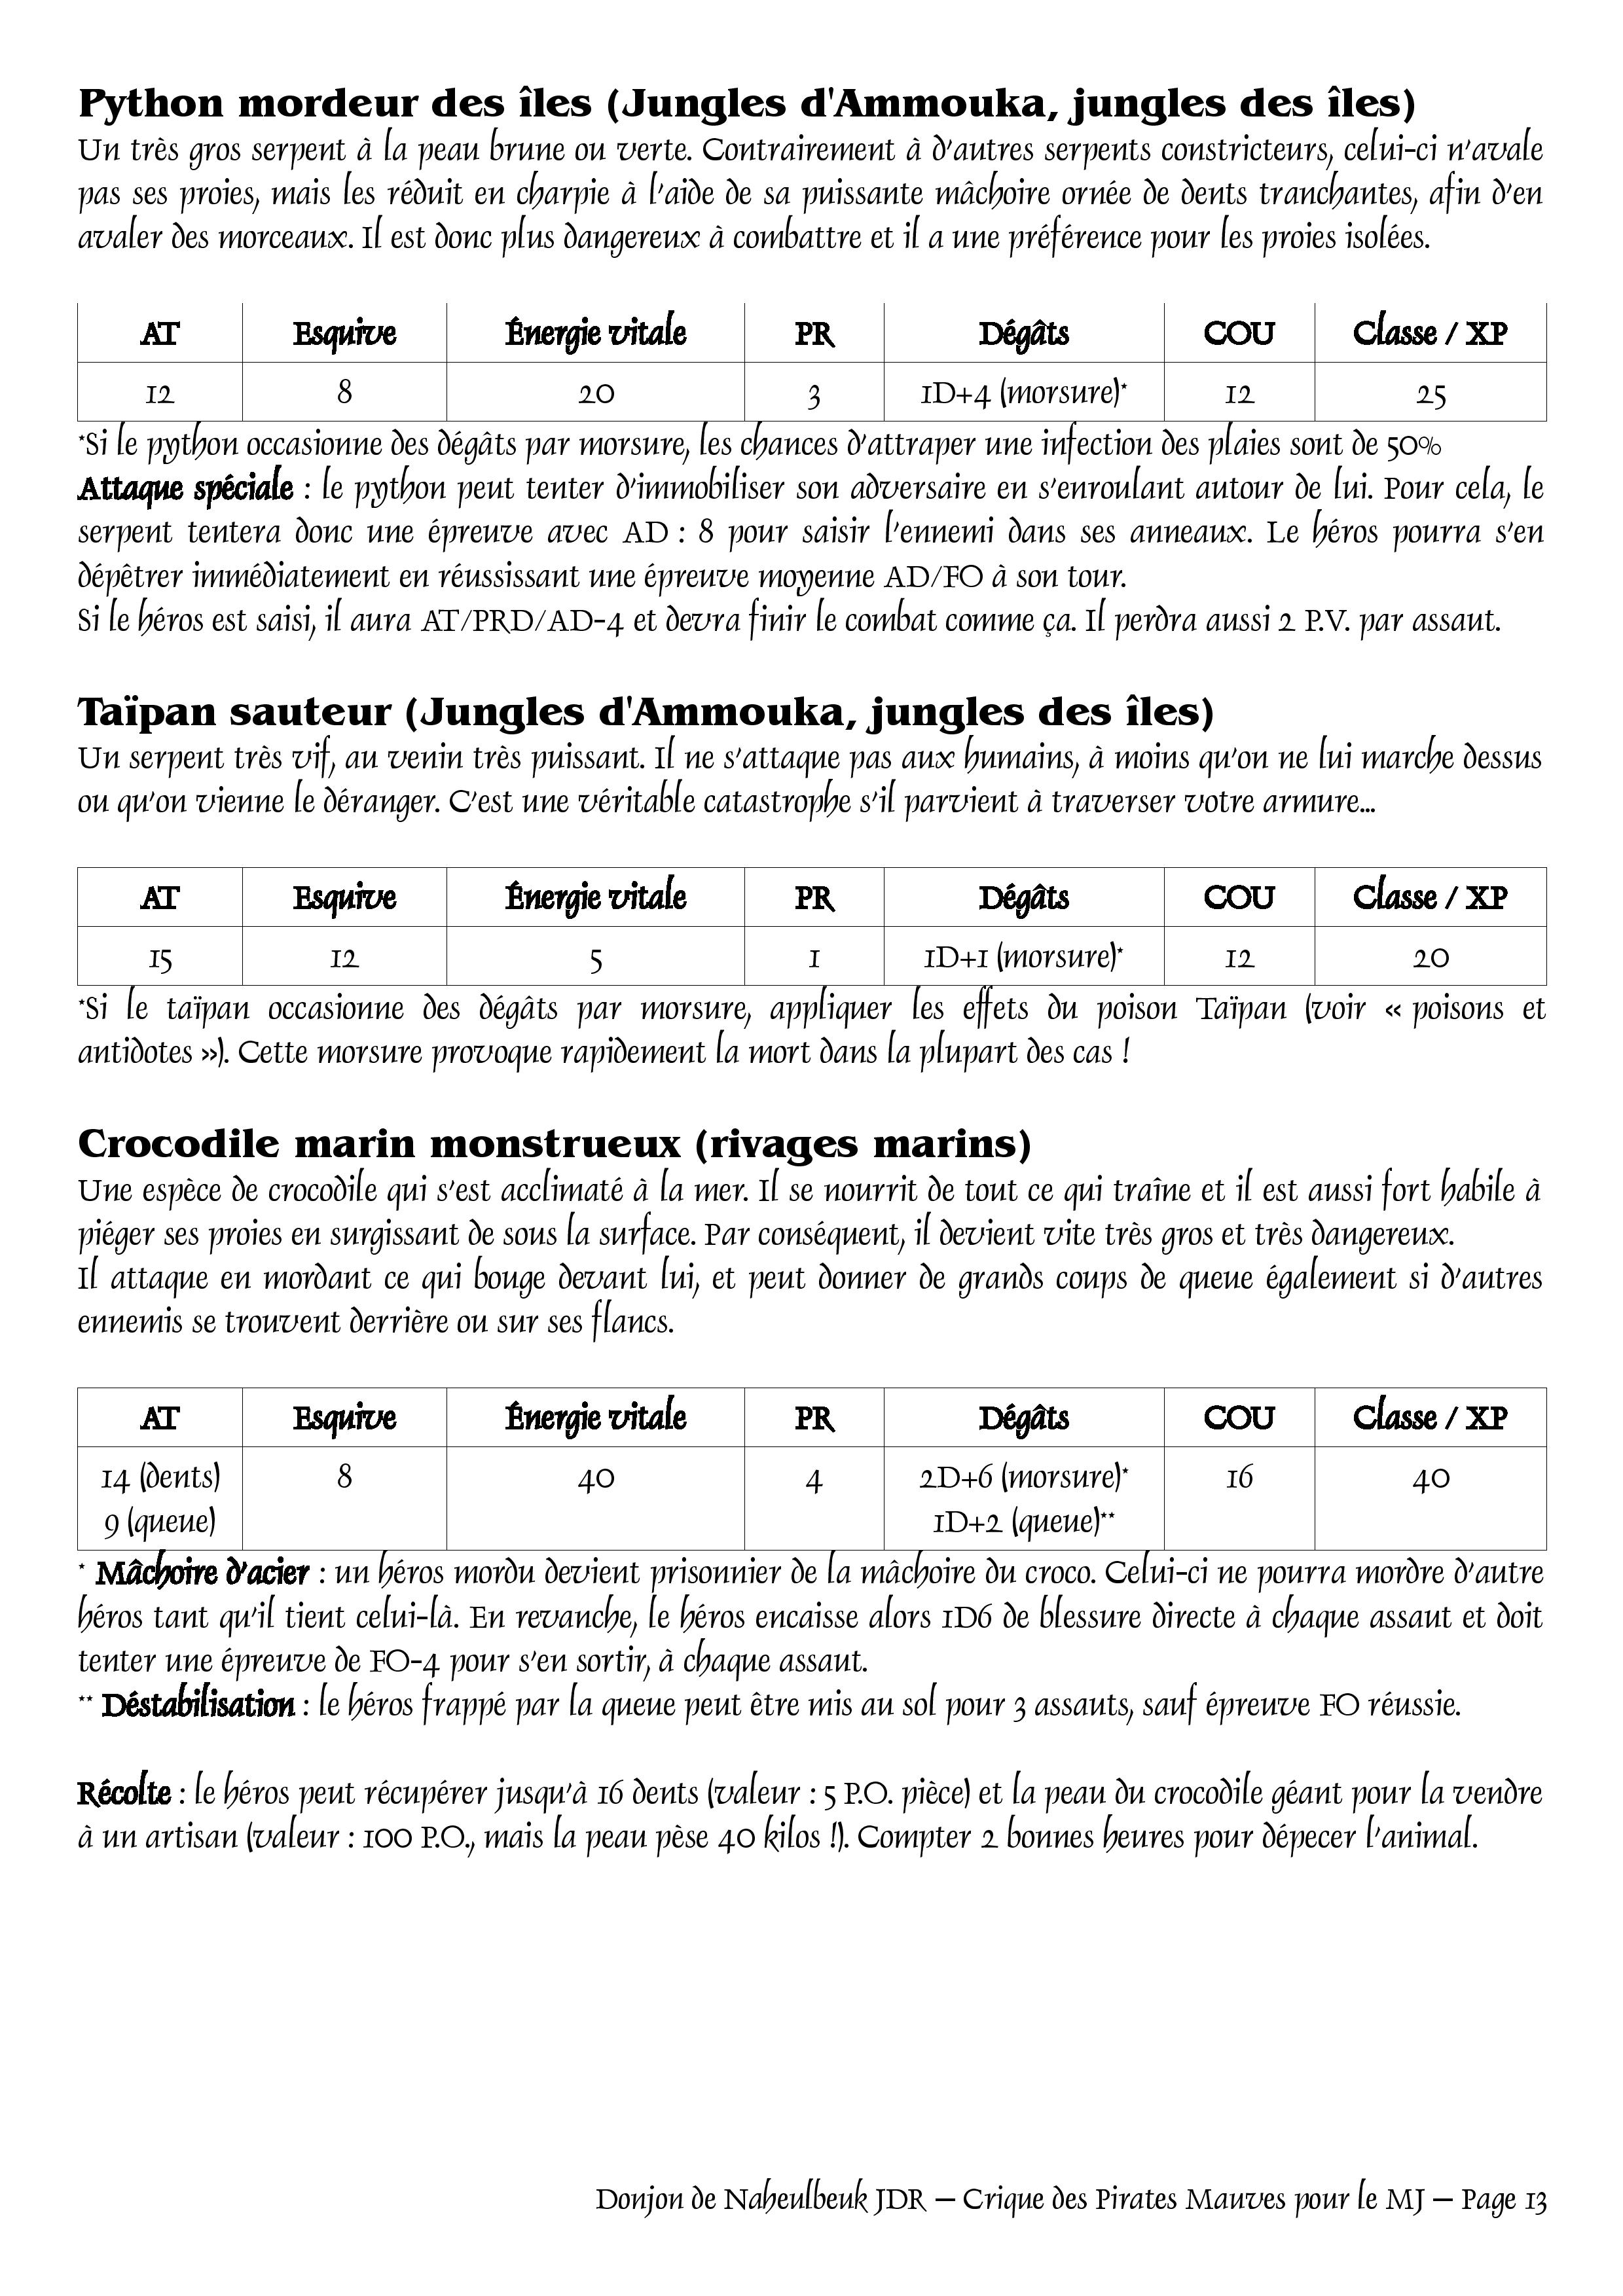 Python mordeur des îles (Jungles d'Ammouka, jungles des îles)
Un très gros serpent à la peau brune ou verte. Contrairement à d'autres serpents constricteurs, celui-ci n'avale
pas ses proies, mais les réduit en charpie à l'aide de sa puissante mâchoire ornée de dents tranchantes, afin d'en
avaler des morceaux. Il est donc plus dangereux à combattre et il a une préférence pour les proies isolées.
AT Esquive Énergie vitale PR Dégâts COU Classe / XP
12 8 20 3 1D+4 (morsure)* 12 25
*Si le python occasionne des dégâts par morsure, les chances d'attraper une infection des plaies sont de 50%
Attaque spéciale : le python peut tenter d'immobiliser son adversaire en s'enroulant autour de lui. Pour cela, le
serpent tentera donc une épreuve avec AD : 8 pour saisir l'ennemi dans ses anneaux. Le héros pourra s'en
dépêtrer immédiatement en réussissant une épreuve moyenne AD/FO à son tour.
Si le héros est saisi, il aura AT/PRD/AD-4 et devra finir le combat comme ça. Il perdra aussi 2 P.V. par assaut.
Taïpan sauteur (Jungles d'Ammouka, jungles des îles)
Un serpent très vif, au venin très puissant. Il ne s'attaque pas aux humains, à moins qu'on ne lui marche dessus
ou qu'on vienne le déranger. C'est une véritable catastrophe s'il parvient à traverser votre armure...
AT Esquive Énergie vitale PR Dégâts COU Classe / XP
15 12 5 1 1D+1 (morsure)* 12 20
*Si le taïpan occasionne des dégâts par morsure, appliquer les effets du poison Taïpan (voir « poisons et
antidotes »). Cette morsure provoque rapidement la mort dans la plupart des cas !
Crocodile marin monstrueux (rivages marins)
Une espèce de crocodile qui s'est acclimaté à la mer. Il se nourrit de tout ce qui traîne et il est aussi fort habile à
piéger ses proies en surgissant de sous la surface. Par conséquent, il devient vite très gros et très dangereux.
Il attaque en mordant ce qui bouge devant lui, et peut donner de grands coups de queue également si d'autres
ennemis se trouvent derrière ou sur ses flancs.
AT Esquive Énergie vitale PR Dégâts COU Classe / XP
14 (dents) 8 40 4 2D+6 (morsure)* 16 40
9 (queue) 1D+2 (queue)**
* Mâchoire d'acier : un héros mordu devient prisonnier de la mâchoire du croco. Celui-ci ne pourra mordre d'autre
héros tant qu'il tient celui-là. En revanche, le héros encaisse alors 1D6 de blessure directe à chaque assaut et doit
tenter une épreuve de FO-4 pour s'en sortir, à chaque assaut.
** Déstabilisation : le héros frappé par la queue peut être mis au sol pour 3 assauts, sauf épreuve FO réussie.
Récolte : le héros peut récupérer jusqu'à 16 dents (valeur : 5 P.O. pièce) et la peau du crocodile géant pour la vendre
à un artisan (valeur : 100 P.O., mais la peau pèse 40 kilos !). Compter 2 bonnes heures pour dépecer l'animal.
Donjon de Naheulbeuk JDR – Crique des Pirates Mauves pour le MJ – Page 13